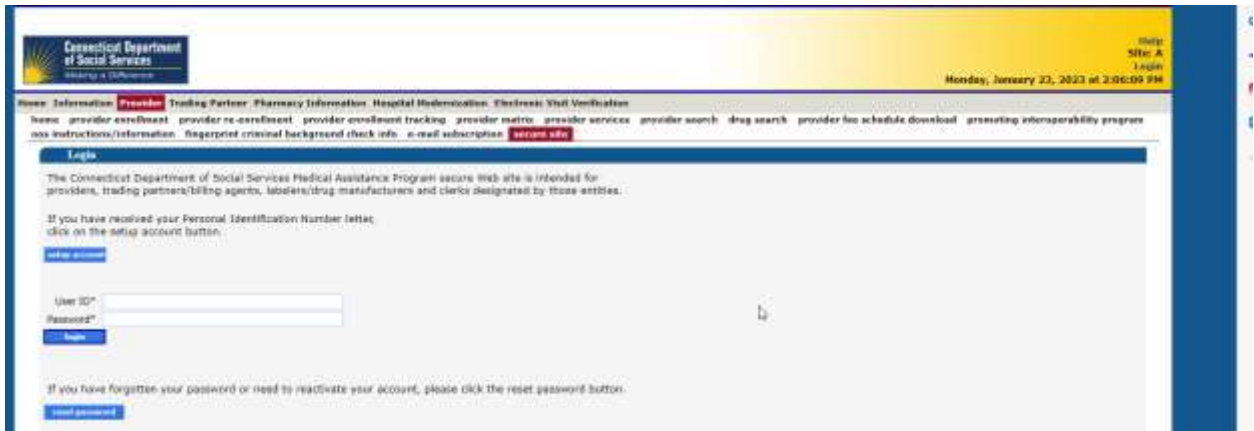 Connecticut Department
of Social Services
Making a Difference
Help
Site: A
Login
Monday, January 23, 2023 at 2:06:09 PM
Home Information Provider Trading Partner Pharmacy Information Hospital Modernization Electronic Visit Verification
home provider enrollment provider re-enrollment provider enrollment tracking provider matrix provider services provider search drug search provider fee schedule download promoting interoperability program
instructions/information fingerprint criminal background check info e-mail subscription secure site
Login
The Connecticut Department of Social Services Medical Assistance Program secure Web site is intended for
providers, trading partners/billing agents, labelers/drug manufacturers and clerks designated by those entities.
If you have received your Personal Identification Number letter,
click on the setup account button.
setup account
User ID*
Password*
login
If you have forgotten your password or need to reactivate your account, please click the reset password button.
reset password